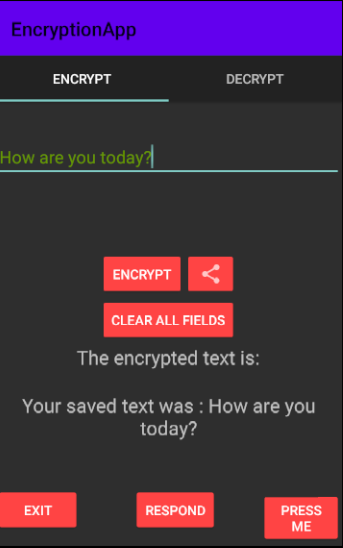 EncryptionApp
ENCRYPT DECRYPT
How are you today?
ENCRYPT
CLEAR ALL FIELDS
The encrypted text is:
Your saved text was : How are you
today?
EXIT RESPOND PRESS
ME